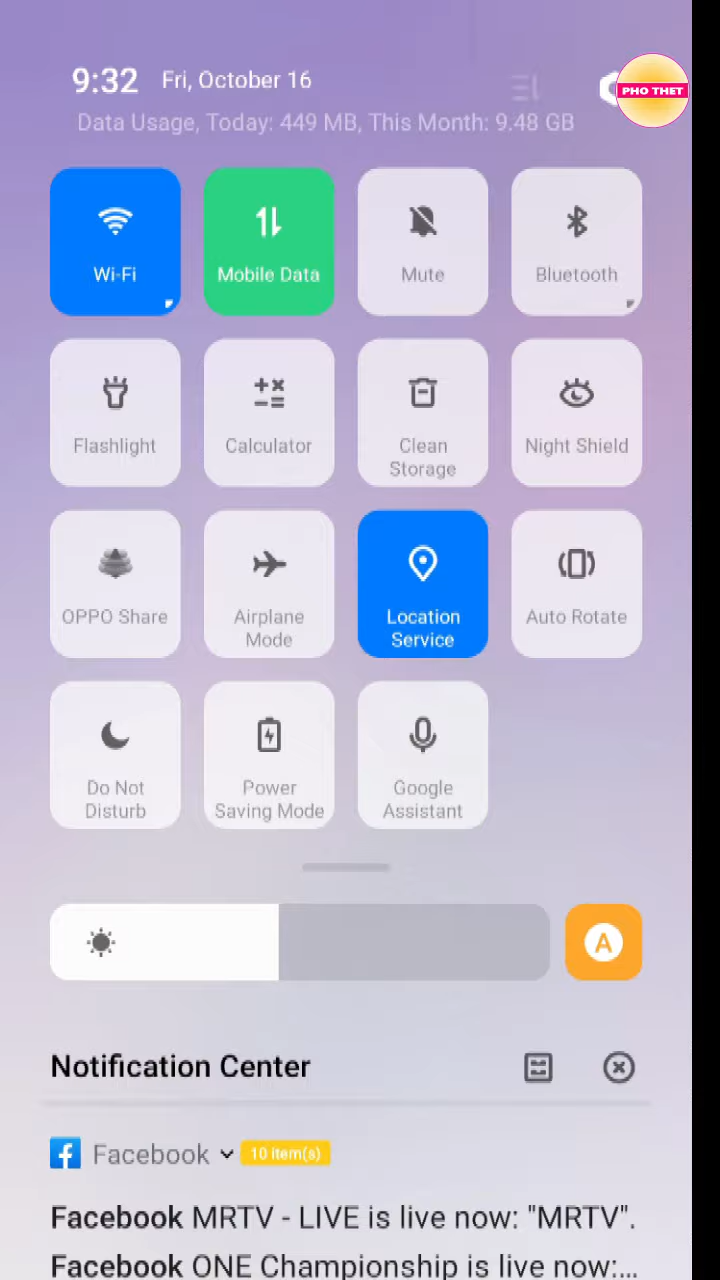 9:32 Fri, October 16
PHO THET
Data Usage, Today: 449 MB, This Month: 9.48 GB
Wi-Fi
Mobile Data
Mute
Bluetooth
Flashlight
Calculator
Clean
Storage
Night Shield
OPPO Share
Airplane
Mode
Location
Service
Auto Rotate
Do Not
Disturb
Power
Saving Mode
Google
Assistant
A
Notification Center
Facebook 10 item(s)
Facebook MRTV - LIVE is live now: "MRTV".
Facebook ONE Championship is live now:...